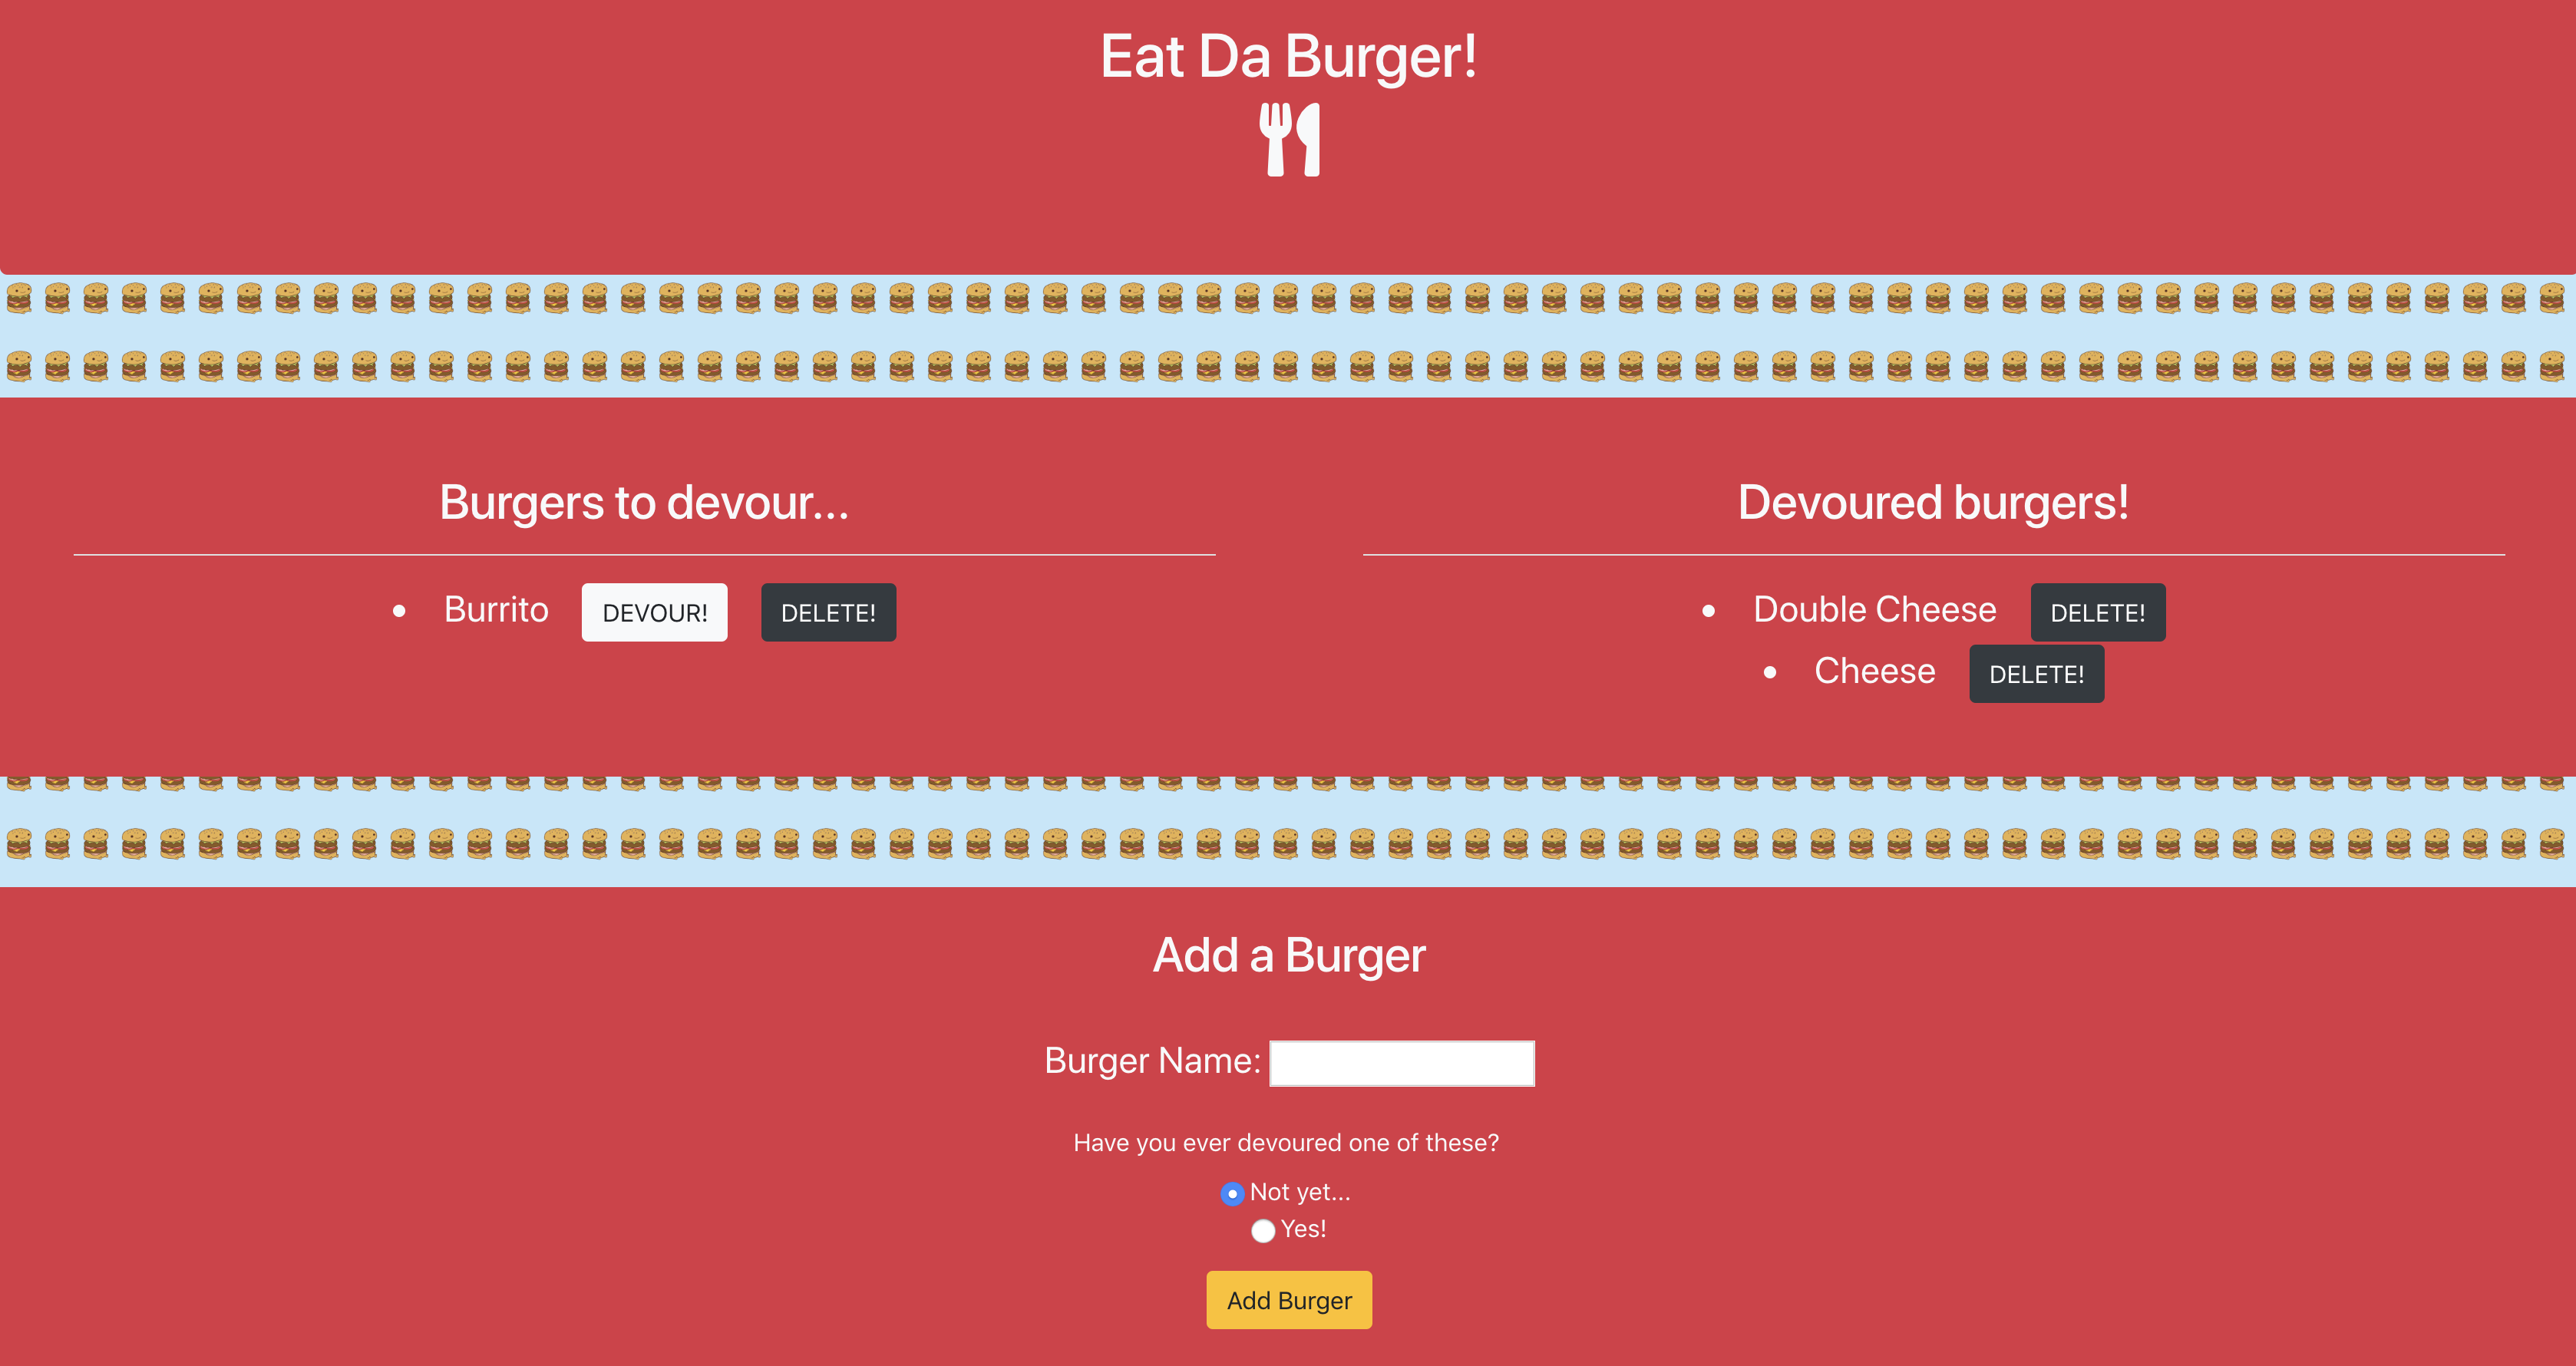 Eat Da Burger!
Burgers to devour...
Burrito DEVOUR! DELETE!
Devoured burgers!
Double Cheese DELETE!
Cheese DELETE!
Add a Burger
Burger Name:
Have you ever devoured one of these?
Not yet...
Yes!
Add Burger